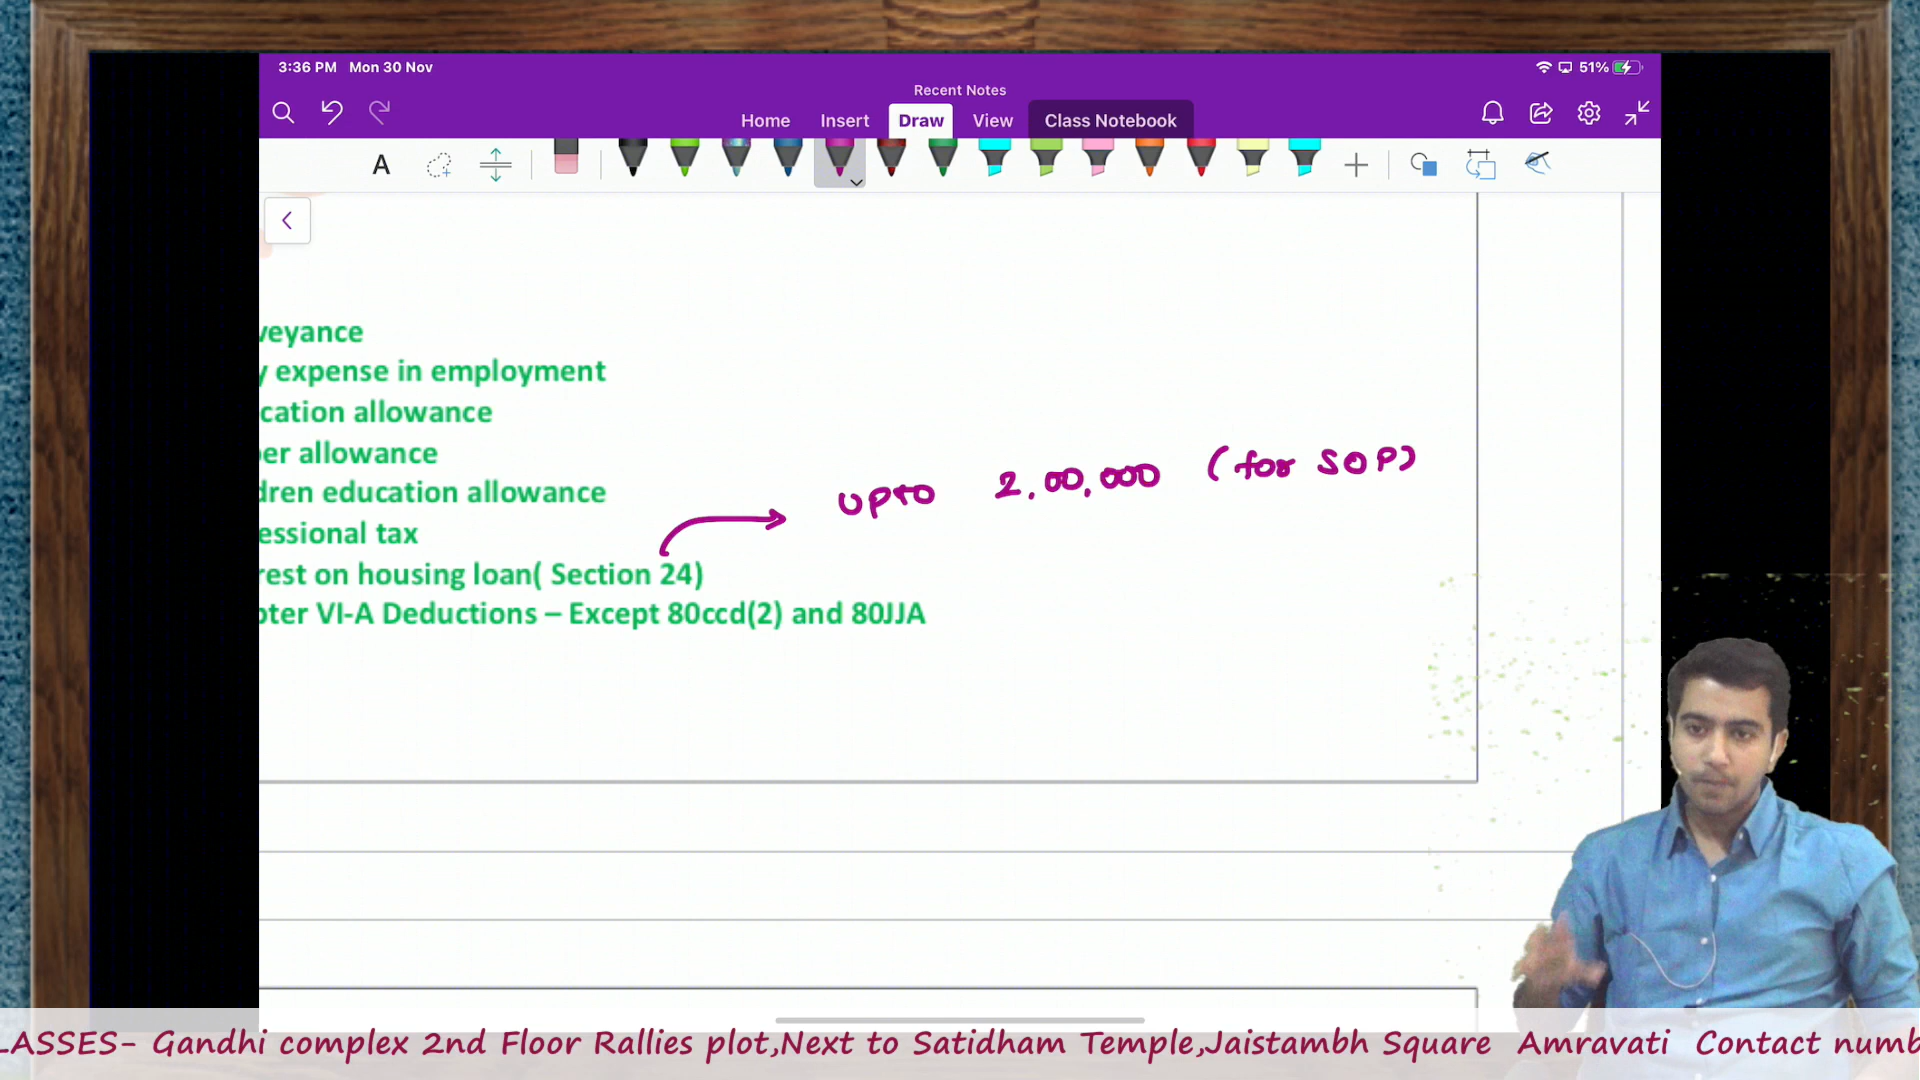 3:36 PM Mon 30 Nov
51%
Recent Notes
Home Insert Draw View Class Notebook
A
veyance
y expense in employment
cation allowance
er allowance
dren education allowance
essional tax
rest on housing loan( Section 24)
pter VI-A Deductions – Except 80ccd(2) and 80JJA
upto 2,00,000 (for SOP)
LASSES- Gandhi complex 2nd Floor Rallies plot,Next to Satidham Temple,Jaistambh Square Amravati Contact numb